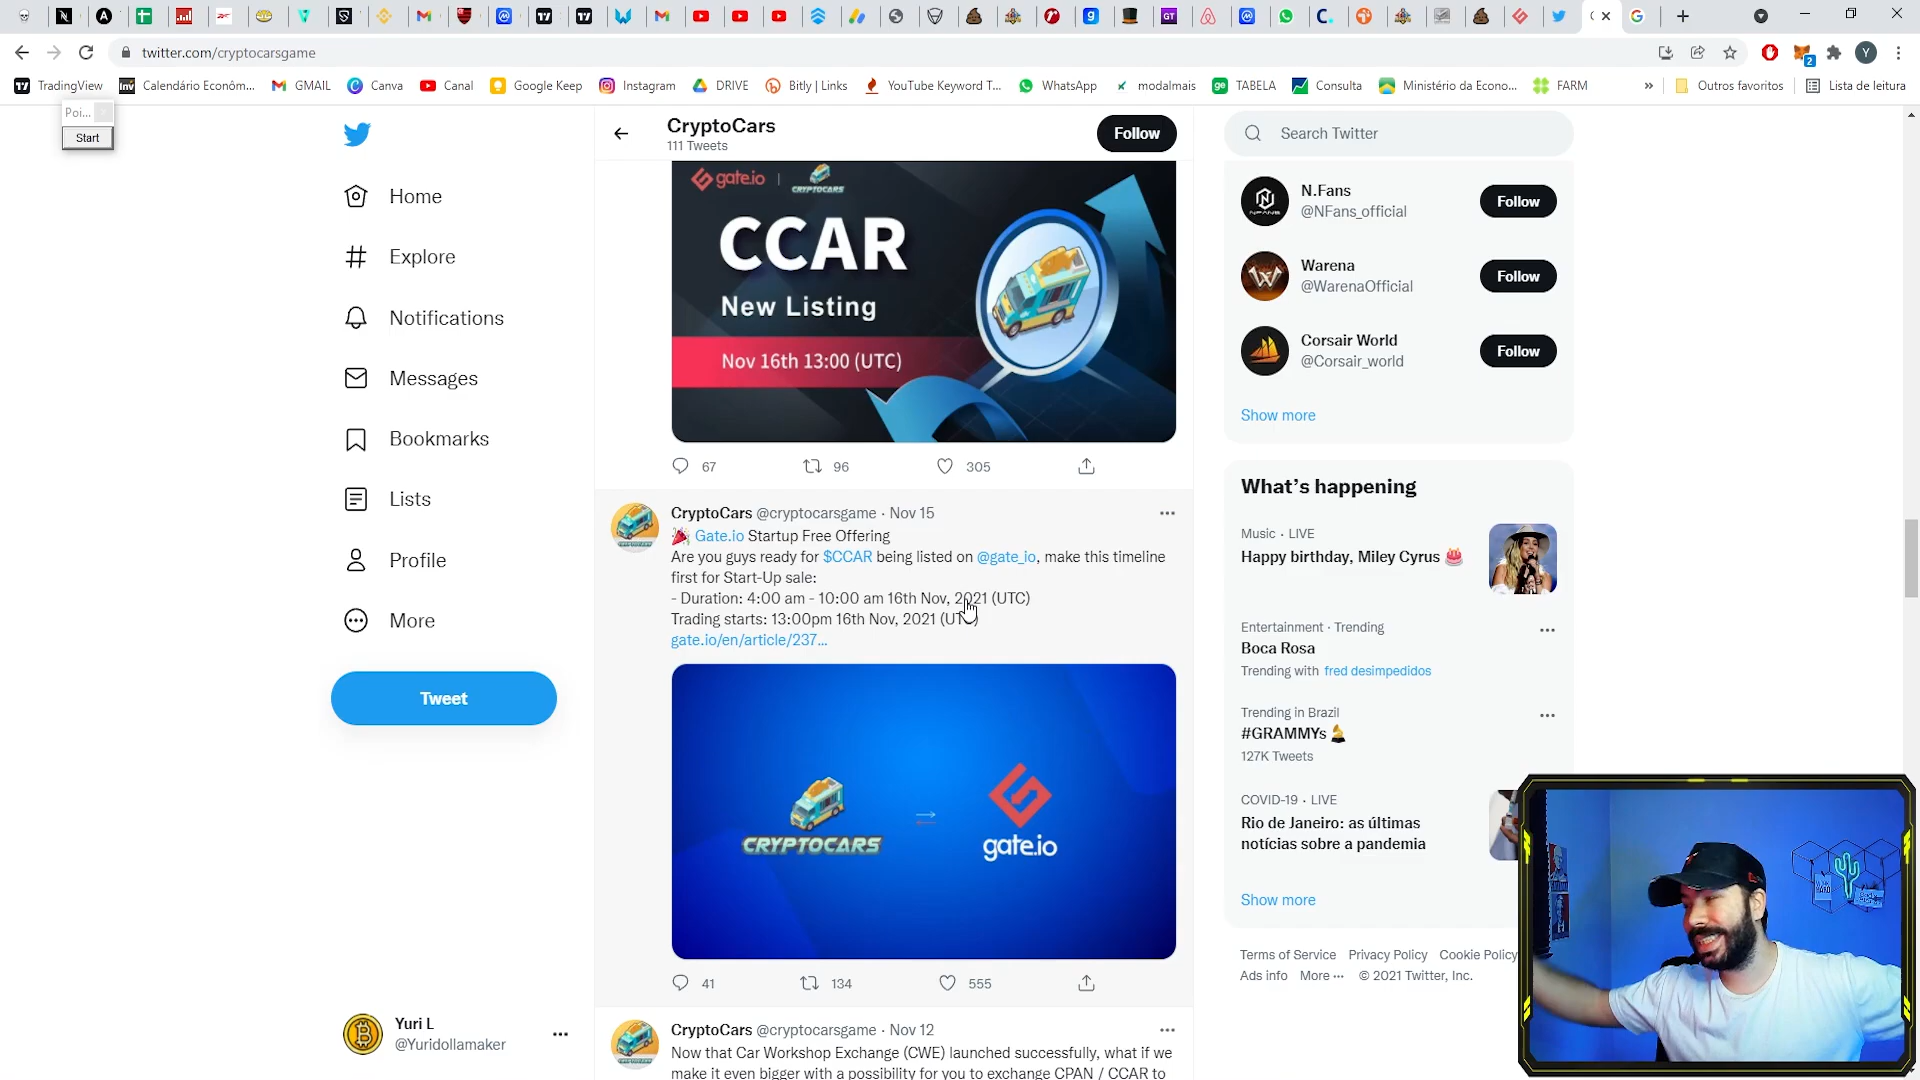 twitter.com/cryptocarsgame
Y
2
TradingView
Calendário Econôm...
GMAIL
Canva
Canal
Google Keep
Instagram
DRIVE
Bitly | Links
YouTube Keyword T...
WhatsApp
modalmais
TABELA
Consulta
Ministério da Econo...
FARM
»
Outros favoritos
Lista de leitura
Poi...
Start
Home
Explore
Notifications
Messages
Bookmarks
Lists
Profile
More
Tweet
Yuri L
@Yuridollamaker
CryptoCars
111 Tweets
Follow
gate.io
CRYPTOCARS
CCAR
New Listing
Nov 16th 13:00 (UTC)
67
96
305
CryptoCars @cryptocarsgame · Nov 15
Gate.io Startup Free Offering
Are you guys ready for $CCAR being listed on @gate_io, make this timeline
first for Start-Up sale:
- Duration: 4:00 am - 10:00 am 16th Nov, 2021 (UTC)
Trading starts: 13:00pm 16th Nov, 2021 (UTC)
gate.io/en/article/237...
CRYPTOCARS
gate.io
41
134
555
CryptoCars @cryptocarsgame · Nov 12
Now that Car Workshop Exchange (CWE) launched successfully, what if we
make it even bigger with a possibility for you to exchange CPAN / CCAR to
Search Twitter
N.Fans
@NFans_official
Follow
Warena
@WarenaOfficial
Follow
Corsair World
@Corsair_world
Follow
Show more
What's happening
Music · LIVE
Happy birthday, Miley Cyrus
Entertainment · Trending
Boca Rosa
Trending with fred desimpedidos
Trending in Brazil
#GRAMMYs
127K Tweets
COVID-19 · LIVE
Rio de Janeiro: as últimas
notícias sobre a pandemia
Show more
Terms of Service Privacy Policy Cookie Policy
Ads info More ··· © 2021 Twitter, Inc.